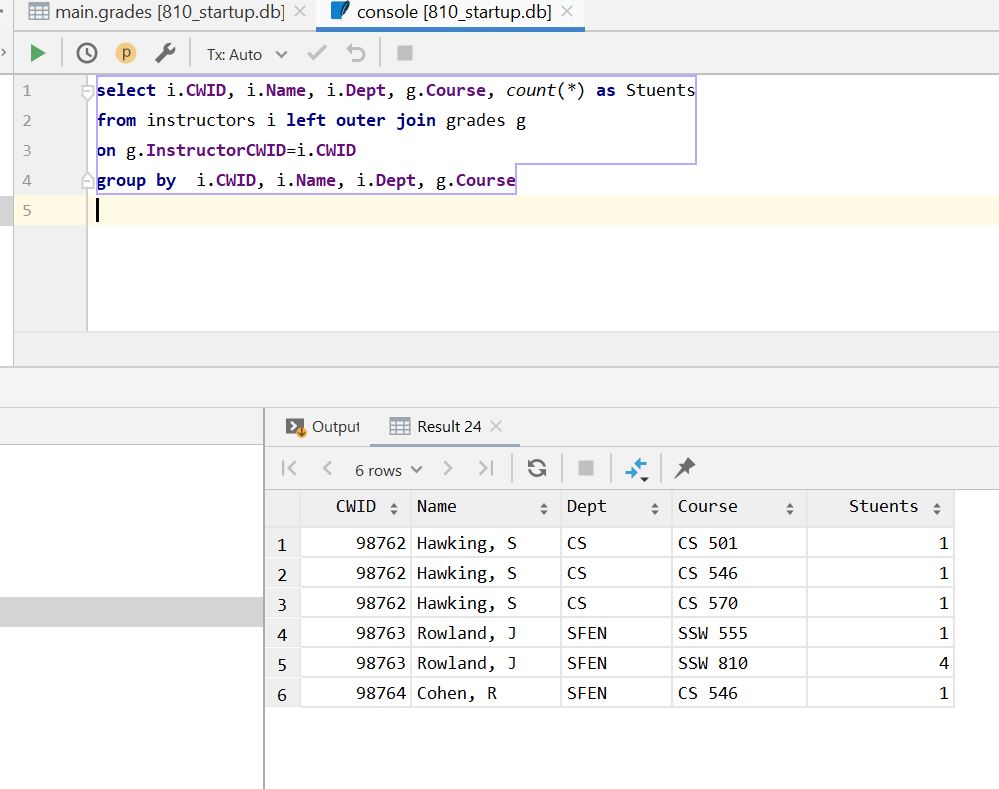 main.grades [810_startup.db] console [810_startup.db]
p Tx: Auto
1 select i.CWID, i.Name, i.Dept, g.Course, count(*) as Stuents
2 from instructors i left outer join grades g
3 on g.InstructorCWID=i.CWID
4 group by  i.CWID, i.Name, i.Dept, g.Course
5
Output Result 24
6 rows
CWID Name Dept Course Stuents
1 98762 Hawking, S CS CS 501 1
2 98762 Hawking, S CS CS 546 1
3 98762 Hawking, S CS CS 570 1
4 98763 Rowland, J SFEN SSW 555 1
5 98763 Rowland, J SFEN SSW 810 4
6 98764 Cohen, R SFEN CS 546 1